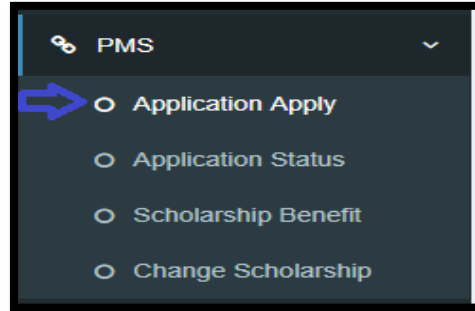 PMS
Application Apply
Application Status
Scholarship Benefit
Change Scholarship